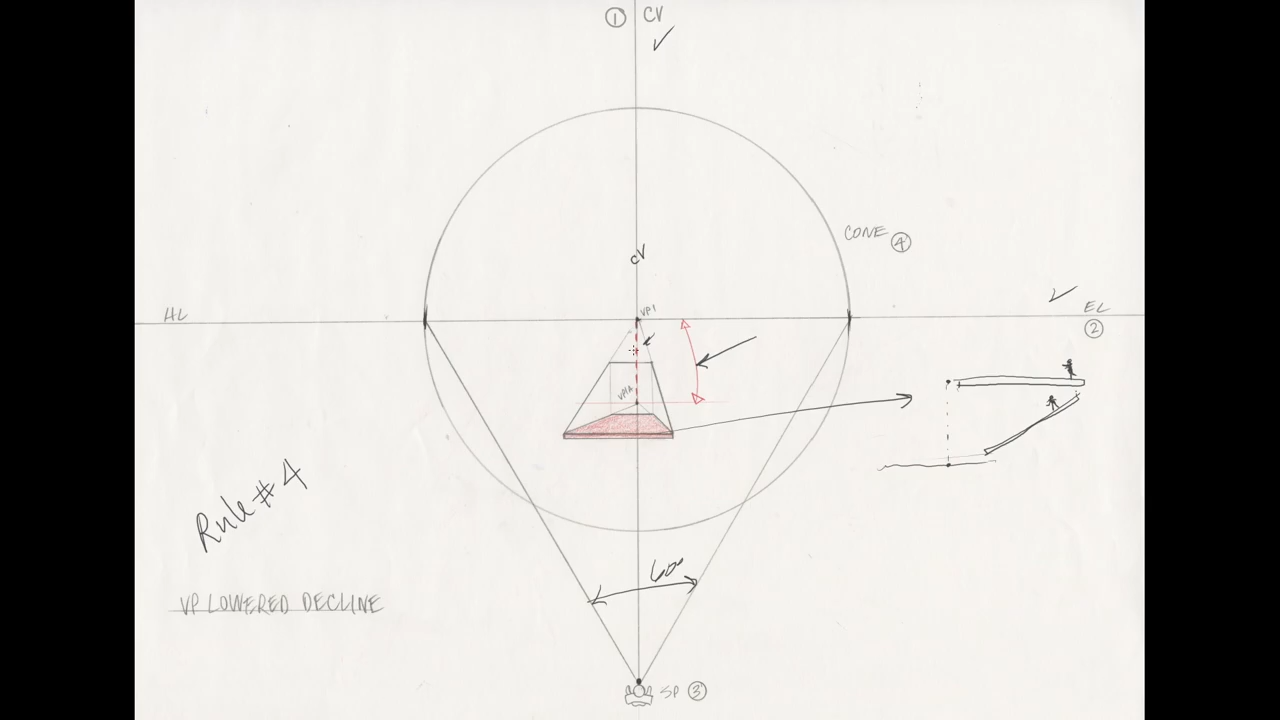 ① CV
CONE ④
CV
HL
VP1
EL
②
VP1A
Rule #4
60°
VP LOWERED DECLINE
SP ③